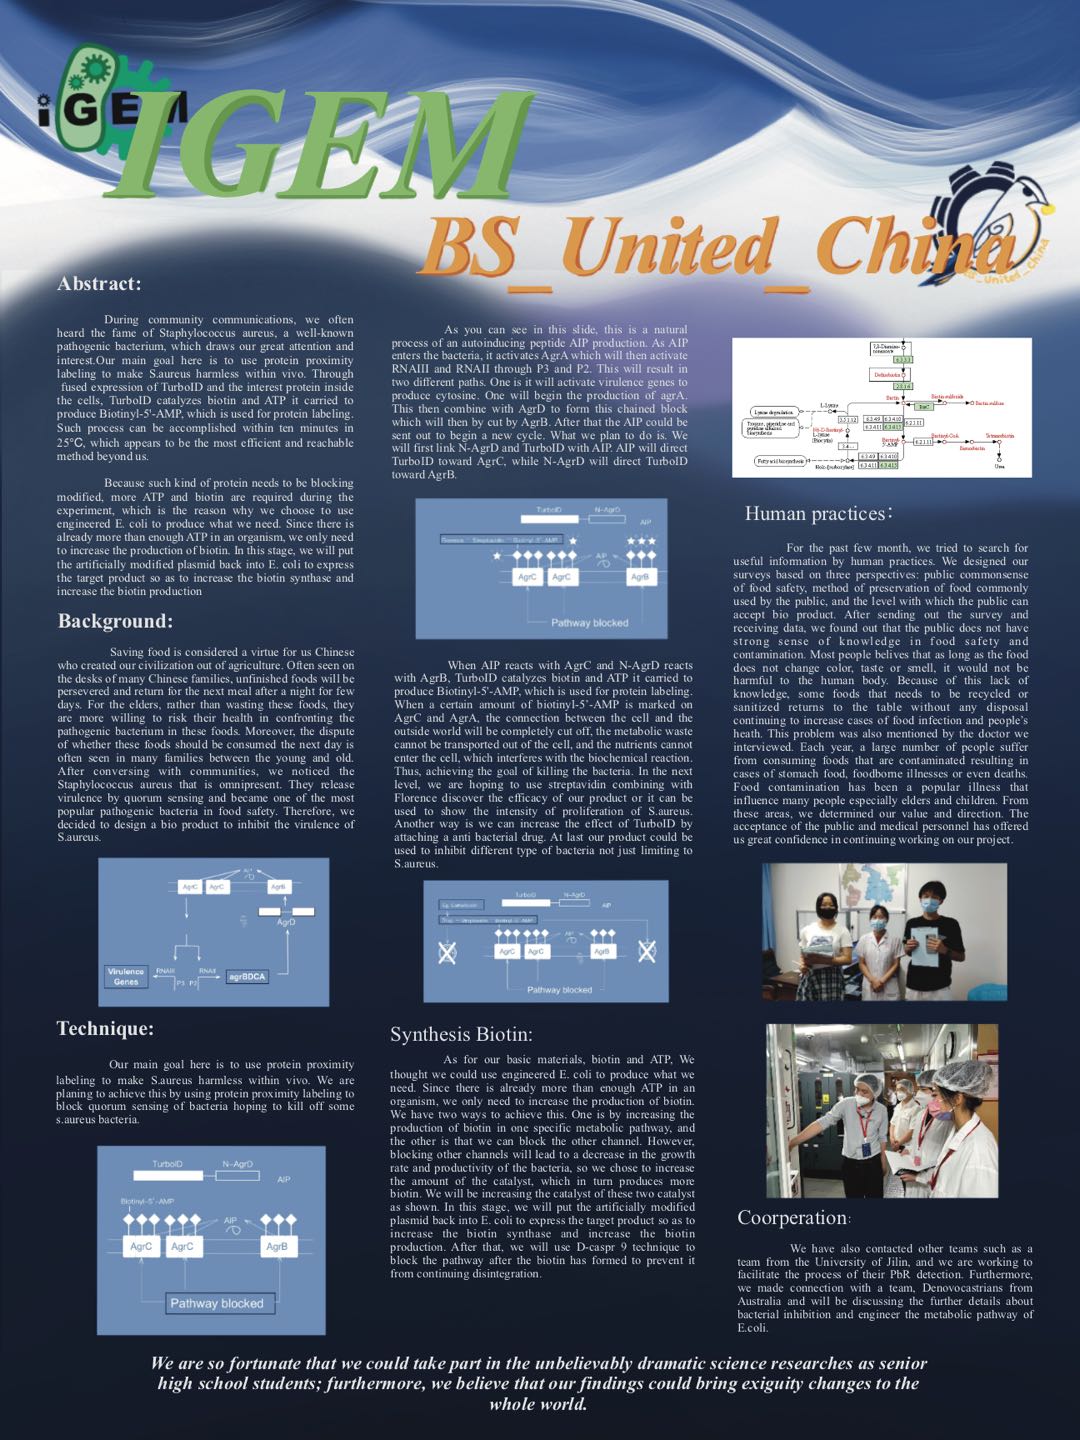 iGEM
IGEM
BS_United_China
BS_United_China
Abstract:
During community communications, we often
heard the fame of Staphylococcus aureus, a well-known
pathogenic bacterium, which draws our great attention and
interest.Our main goal here is to use protein proximity
labeling to make S.aureus harmless within vivo. Through
fused expression of TurboID and the interest protein inside
the cells, TurboID catalyzes biotin and ATP it carried to
produce Biotinyl-5'-AMP, which is used for protein labeling.
Such process can be accomplished within ten minutes in
25℃, which appears to be the most efficient and reachable
method beyond us.
Because such kind of protein needs to be blocking
modified, more ATP and biotin are required during the
experiment, which is the reason why we choose to use
engineered E. coli to produce what we need. Since there is
already more than enough ATP in an organism, we only need
to increase the production of biotin. In this stage, we will put
the artificially modified plasmid back into E. coli to express
the target product so as to increase the biotin synthase and
increase the biotin production
Background:
Saving food is considered a virtue for us Chinese
who created our civilization out of agriculture. Often seen on
the desks of many Chinese families, unfinished foods will be
persevered and return for the next meal after a night for few
days. For the elders, rather than wasting these foods, they
are more willing to risk their health in confronting the
pathogenic bacterium in these foods. Moreover, the dispute
of whether these foods should be consumed the next day is
often seen in many families between the young and old.
After conversing with communities, we noticed the
Staphylococcus aureus that is omnipresent. They release
virulence by quorum sensing and became one of the most
popular pathogenic bacteria in food safety. Therefore, we
decided to design a bio product to inhibit the virulence of
S.aureus.
AIP
AgrC AgrC AgrB
AgrD
RNAIII RNAII
Virulence
Genes
P3 P2
agrBDCA
Technique:
Our main goal here is to use protein proximity
labeling to make S.aureus harmless within vivo. We are
planing to achieve this by using protein proximity labeling to
block quorum sensing of bacteria hoping to kill off some
s.aureus bacteria.
TurboID N-AgrD
AIP
Biotinyl-5'-AMP
AIP
AgrC AgrC AgrB
Pathway blocked
As you can see in this slide, this is a natural
process of an autoinducing peptide AIP production. As AIP
enters the bacteria, it activates AgrA which will then activate
RNAIII and RNAII through P3 and P2. This will result in
two different paths. One is it will activate virulence genes to
produce cytosine. One will begin the production of agrA.
This then combine with AgrD to form this chained block
which will then by cut by AgrB. After that the AIP could be
sent out to begin a new cycle. What we plan to do is. We
will first link N-AgrD and TurboID with AIP. AIP will direct
TurboID toward AgrC, while N-AgrD will direct TurboID
toward AgrB.
TurboID N-AgrD
AIP
AIP
AgrC AgrC AgrB
Pathway blocked
When AIP reacts with AgrC and N-AgrD reacts
with AgrB, TurboID catalyzes biotin and ATP it carried to
produce Biotinyl-5'-AMP, which is used for protein labeling.
When a certain amount of biotinyl-5’-AMP is marked on
AgrC and AgrA, the connection between the cell and the
outside world will be completely cut off, the metabolic waste
cannot be transported out of the cell, and the nutrients cannot
enter the cell, which interferes with the biochemical reaction.
Thus, achieving the goal of killing the bacteria. In the next
level, we are hoping to use streptavidin combining with
Florence discover the efficacy of our product or it can be
used to show the intensity of proliferation of S.aureus.
Another way is we can increase the effect of TurboID by
attaching a anti bacterial drug. At last our product could be
used to inhibit different type of bacteria not just limiting to
S.aureus.
TurboID N-AgrD
AIP
AIP
AgrC AgrC AgrB
Pathway blocked
Synthesis Biotin:
As for our basic materials, biotin and ATP, We
thought we could use engineered E. coli to produce what we
need. Since there is already more than enough ATP in an
organism, we only need to increase the production of biotin.
We have two ways to achieve this. One is by increasing the
production of biotin in one specific metabolic pathway, and
the other is that we can block the other channel. However,
blocking other channels will lead to a decrease in the growth
rate and productivity of the bacteria, so we chose to increase
the amount of the catalyst, which in turn produces more
biotin. We will be increasing the catalyst of these two catalyst
as shown. In this stage, we will put the artificially modified
plasmid back into E. coli to express the target product so as to
increase the biotin synthase and increase the biotin
production. After that, we will use D-caspr 9 technique to
block the pathway after the biotin has formed to prevent it
from continuing disintegration.
6.3.3.3
Dethiobiotin
2.8.1.6
Biotin
Biotin sulfoxide
Biotin sulfone
BisC
L-Lysine
Lysine degradation
3.5.1.12
Fatty acid biosynthesis
Biotinyl-5'-AMP
Biotinyl-CoA
6.2.1.11
Tetranorbiotin
Bisnorbiotin
Urea
Human practices：
For the past few month, we tried to search for
useful information by human practices. We designed our
surveys based on three perspectives: public commonsense
of food safety, method of preservation of food commonly
used by the public, and the level with which the public can
accept bio product. After sending out the survey and
receiving data, we found out that the public does not have
strong sense of knowledge in food safety and
contamination. Most people belives that as long as the food
does not change color, taste or smell, it would not be
harmful to the human body. Because of this lack of
knowledge, some foods that needs to be recycled or
sanitized returns to the table without any disposal
continuing to increase cases of food infection and people’s
heath. This problem was also mentioned by the doctor we
interviewed. Each year, a large number of people suffer
from consuming foods that are contaminated resulting in
cases of stomach food, foodborne illnesses or even deaths.
Food contamination has been a popular illness that
influence many people especially elders and children. From
these areas, we determined our value and direction. The
acceptance of the public and medical personnel has offered
us great confidence in continuing working on our project.
Coorperation:
We have also contacted other teams such as a
team from the University of Jilin, and we are working to
facilitate the process of their PbR detection. Furthermore,
we made connection with a team, Denovocastrians from
Australia and will be discussing the further details about
bacterial inhibition and engineer the metabolic pathway of
E.coli.
We are so fortunate that we could take part in the unbelievably dramatic science researches as senior
high school students; furthermore, we believe that our findings could bring exiguity changes to the
whole world.